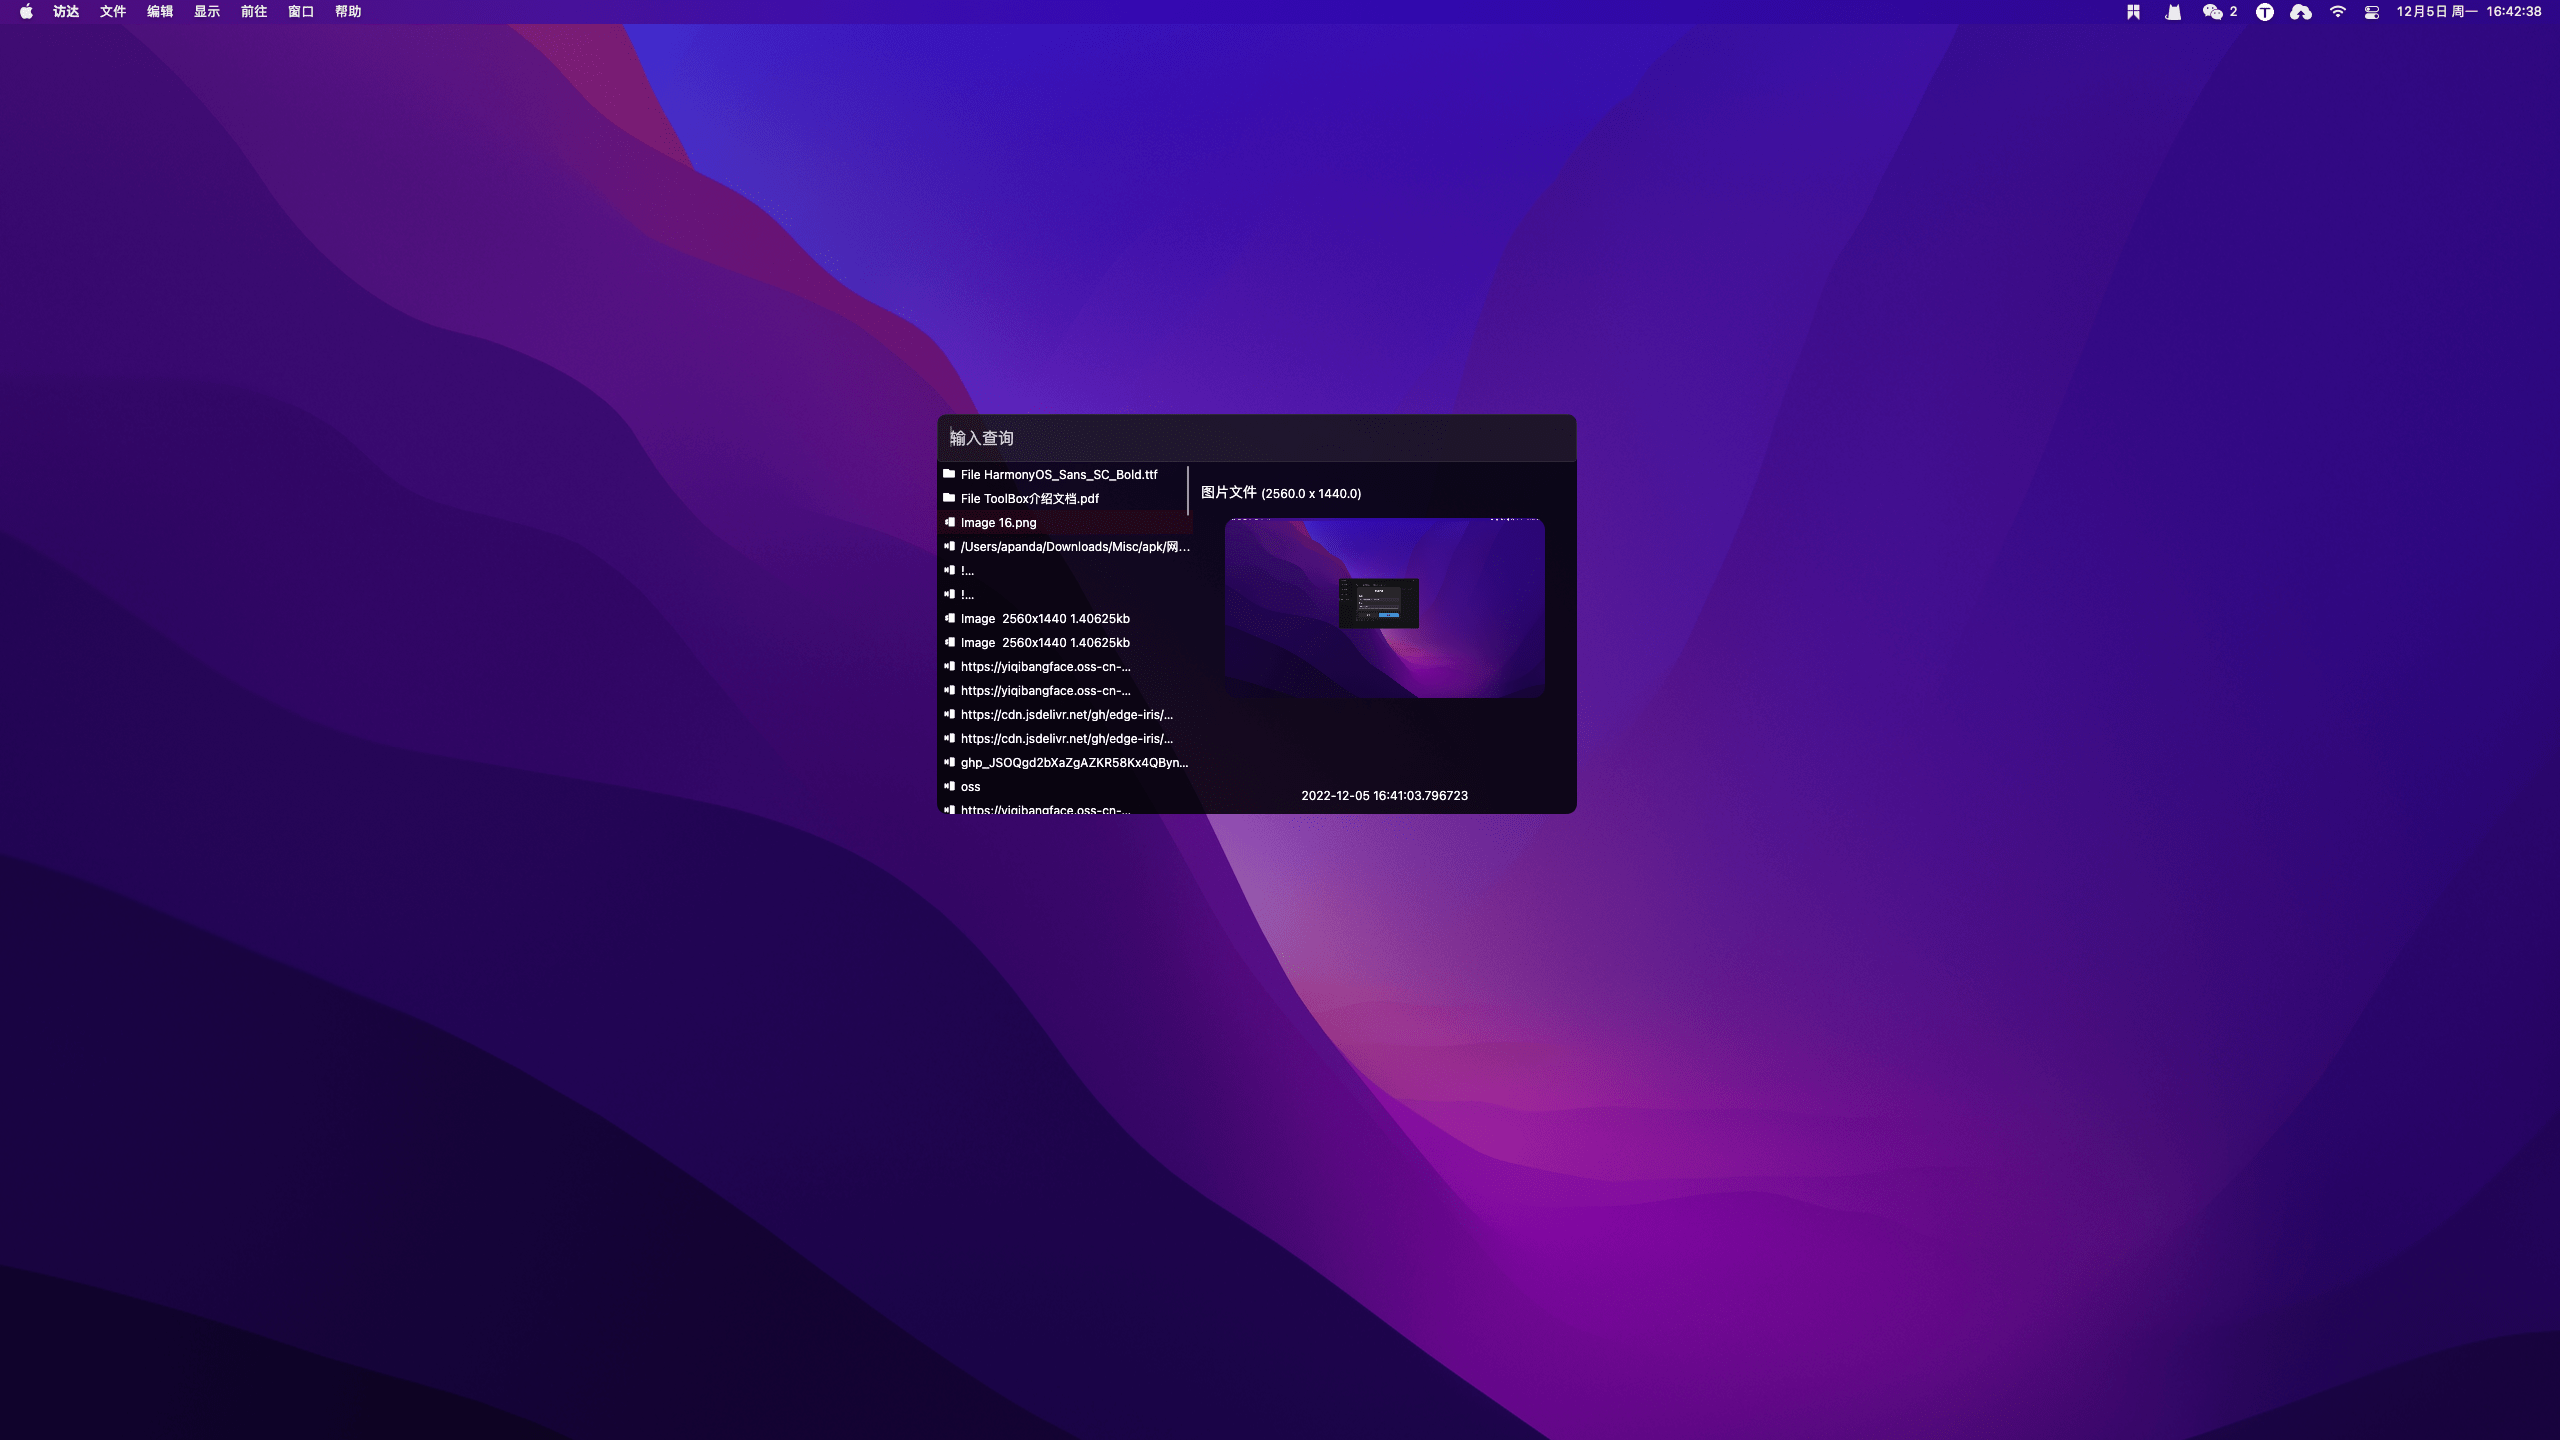 访达 文件 编辑 显示 前往 窗口 帮助
2 T 12月5日 周一 16:42:38
输入查询
File HarmonyOS_Sans_SC_Bold.ttf
File ToolBox介绍文档.pdf
Image 16.png
/Users/apanda/Downloads/Misc/apk/网...
!...
!...
Image 2560x1440 1.40625kb
Image 2560x1440 1.40625kb
https://yiqibangface.oss-cn-...
https://yiqibangface.oss-cn-...
https://cdn.jsdelivr.net/gh/edge-iris/...
https://cdn.jsdelivr.net/gh/edge-iris/...
ghp_JSOQgd2bXaZgAZKR58Kx4QByn...
oss
https://yiqibangface.oss-cn-...
图片文件 (2560.0 x 1440.0)
2022-12-05 16:41:03.796723